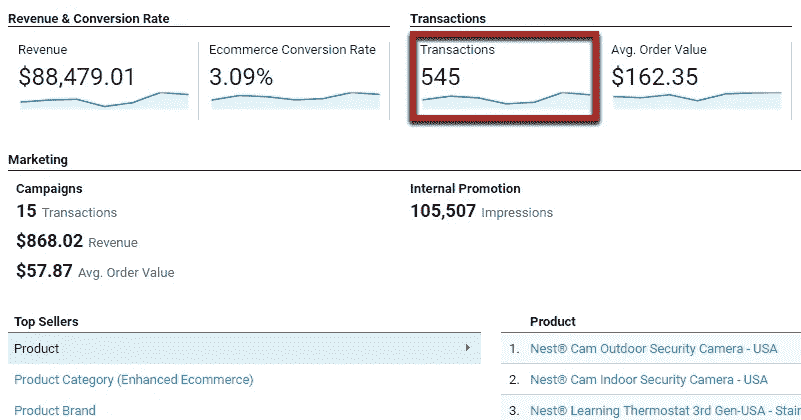 Revenue & Conversion Rate
Transactions
Revenue
$88,479.01
Ecommerce Conversion Rate
3.09%
Transactions
545
Avg. Order Value
$162.35
Marketing
Campaigns
15 Transactions
$868.02 Revenue
$57.87 Avg. Order Value
Internal Promotion
105,507 Impressions
Top Sellers
Product
Product Category (Enhanced Ecommerce)
Product Brand
Product
1. Nest® Cam Outdoor Security Camera - USA
2. Nest® Cam Indoor Security Camera - USA
3. Nest® Learning Thermostat 3rd Gen-USA - Stain